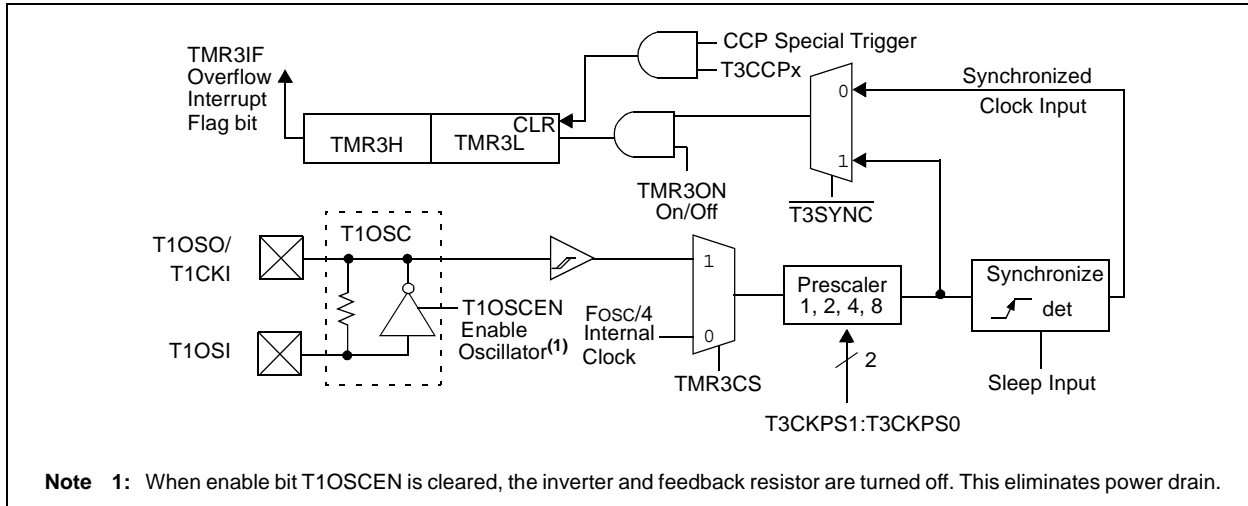 TMR3IF
Overflow
Interrupt
Flag bit
TMR3H
TMR3L
CLR
CCP Special Trigger
T3CCPx
TMR3ON
On/Off
0
1
T3SYNC
Synchronized
Clock Input
T1OSO/
T1CKI
T1OSI
T1OSC
T1OSCEN
Enable
Oscillator(1)
FOSC/4
Internal
Clock
1
0
TMR3CS
Prescaler
1, 2, 4, 8
2
T3CKPS1:T3CKPS0
Synchronize
det
Sleep Input
Note 1: When enable bit T1OSCEN is cleared, the inverter and feedback resistor are turned off. This eliminates power drain.